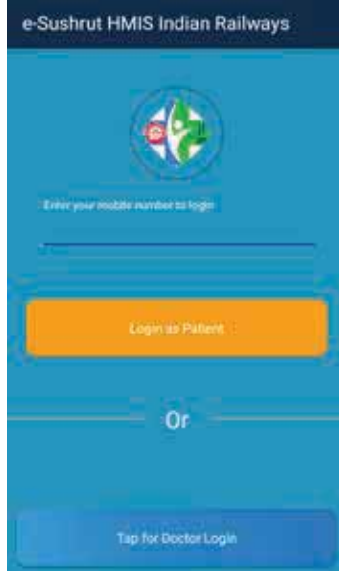 e-Sushrut HMIS Indian Railways
Enter your mobile number to login
Login as Patient
Or
Tap for Doctor Login